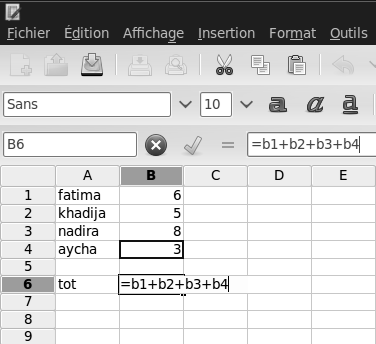 Fichier Edition Affichage Insertion Format Outils
Sans 10 a a a
B6 = =b1+b2+b3+b4
A B C D E
1 fatima 6
2 khadija 5
3 nadira 8
4 aycha 3
5
6 tot =b1+b2+b3+b4
7
8
9